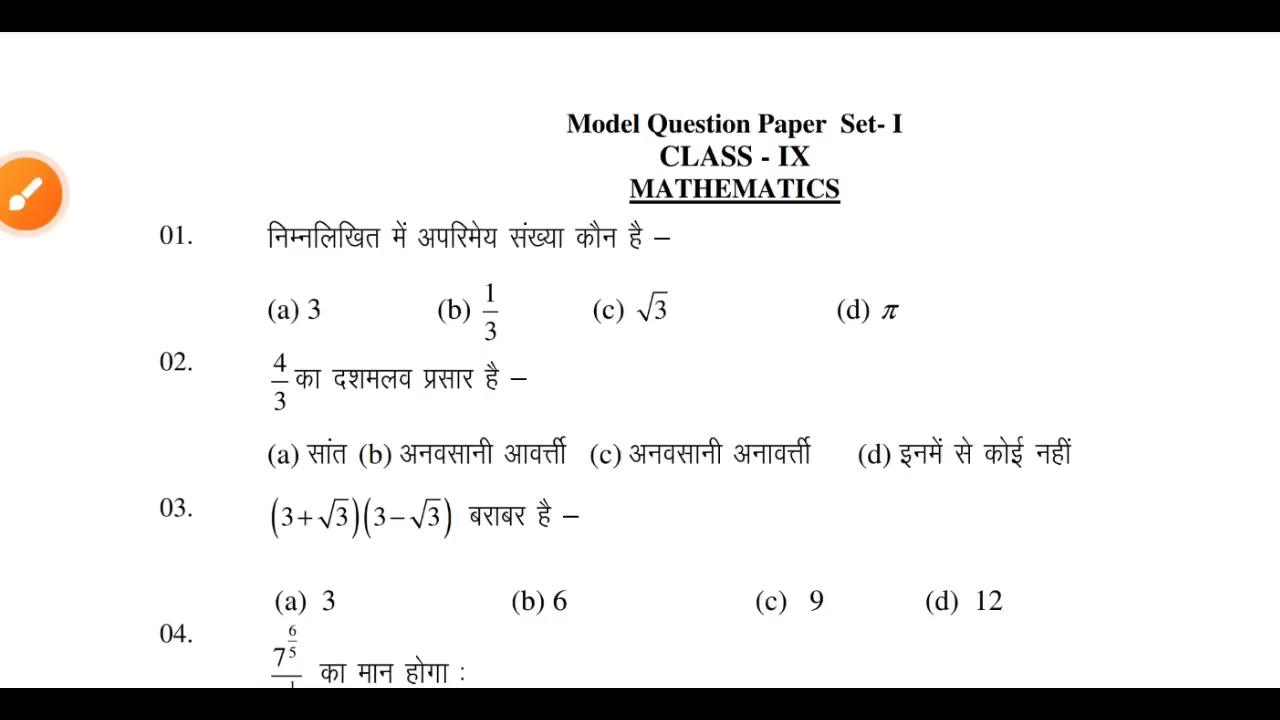 Model Question Paper Set- I
CLASS - IX
MATHEMATICS
01. निम्नलिखित में अपरिमेय संख्या कौन है –
(a) 3 (b) 1/3 (c) √3 (d) π
02. 4/3 का दशमलव प्रसार है –
(a) सांत (b) अनवसानी आवर्त्ती (c) अनवसानी अनावर्त्ती (d) इनमें से कोई नहीं
03. (3+√3)(3−√3) बराबर है –
(a) 3 (b) 6 (c) 9 (d) 12
04. 7^(6/5) का मान होगा :